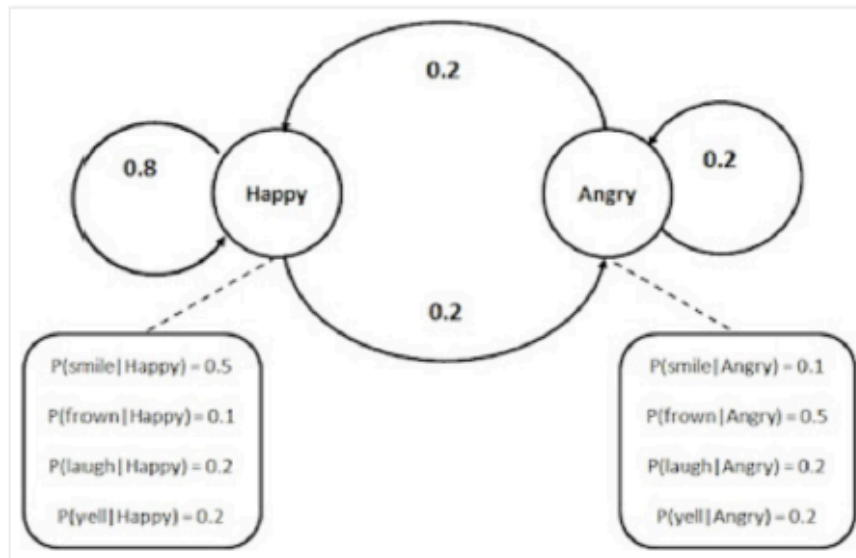 0.2
0.8
0.2
Happy
Angry
0.2
P(smile|Happy) = 0.5
P(frown|Happy) = 0.1
P(laugh|Happy) = 0.2
P(yell|Happy) = 0.2
P(smile|Angry) = 0.1
P(frown|Angry) = 0.5
P(laugh|Angry) = 0.2
P(yell|Angry) = 0.2